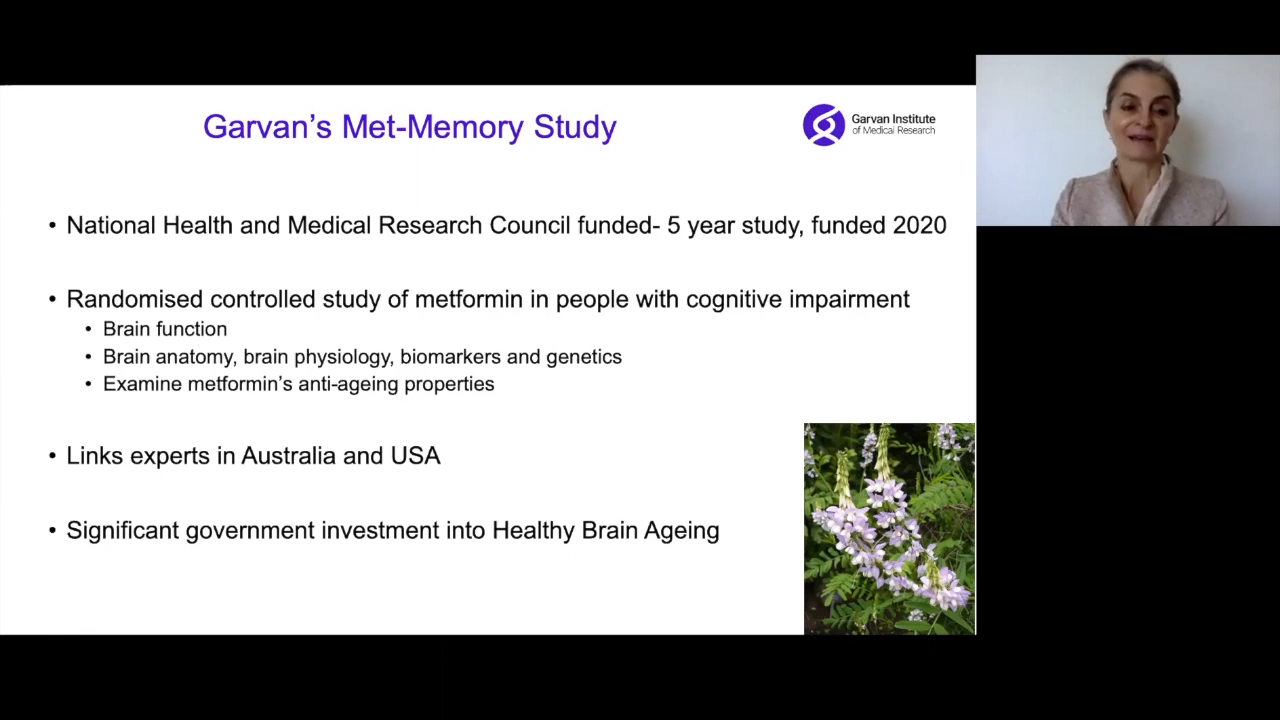 Garvan's Met-Memory Study
Garvan Institute
of Medical Research
• National Health and Medical Research Council funded- 5 year study, funded 2020
• Randomised controlled study of metformin in people with cognitive impairment
• Brain function
• Brain anatomy, brain physiology, biomarkers and genetics
• Examine metformin's anti-ageing properties
• Links experts in Australia and USA
• Significant government investment into Healthy Brain Ageing